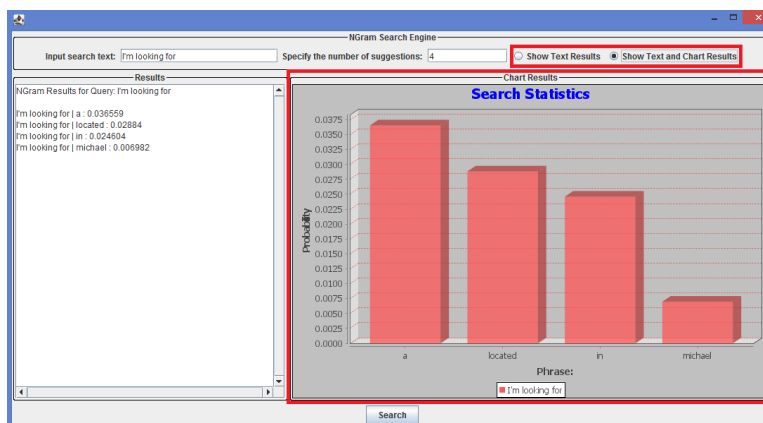 NGram Search Engine
Input search text: I'm looking for Specify the number of suggestions: 4 Show Text Results Show Text and Chart Results
Results
NGram Results for Query: I'm looking for
I'm looking for | a : 0.036559
I'm looking for | located : 0.02884
I'm looking for | in : 0.024604
I'm looking for | michael : 0.006982
Chart Results
Search Statistics
0.0375
0.0350
0.0325
0.0300
0.0275
0.0250
0.0225
0.0200
0.0175
0.0150
0.0125
0.0100
0.0075
0.0050
0.0025
0.0000
Probability
a located in michael
Phrase:
I'm looking for
Search